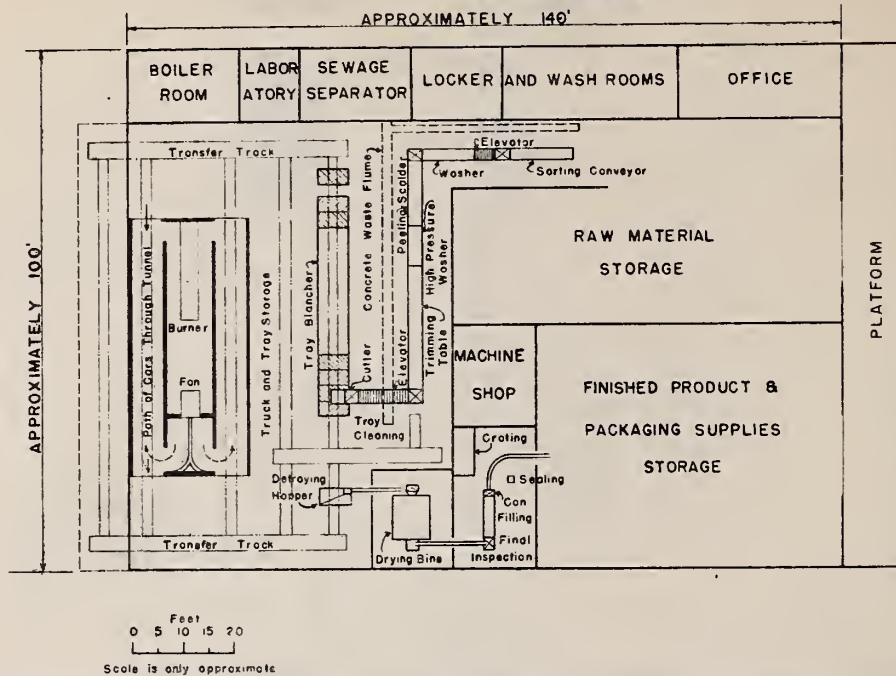 APPROXIMATELY 140'
APPROXIMATELY 100'
BOILER
ROOM
LABOR
ATORY
SEWAGE
SEPARATOR
LOCKER
AND WASH ROOMS
OFFICE
PLATFORM
Transfer Track
Elevator
Washer
Sorting Conveyor
Concrete Waste Flume
Peeling Scalder
High Pressure
Washer
Trimming
Table
RAW MATERIAL
STORAGE
Path of Cars Through Tunnel
Burner
Fan
Truck and Tray Storage
Tray Blancher
Cutter
Elevator
Tray
Cleaning
MACHINE
SHOP
FINISHED PRODUCT &
PACKAGING SUPPLIES
STORAGE
Crating
Sealing
Can
Filling
Final
Inspection
Detraying
Hopper
Drying Bins
Transfer Track
Feet
0 5 10 15 20
Scale is only approximate